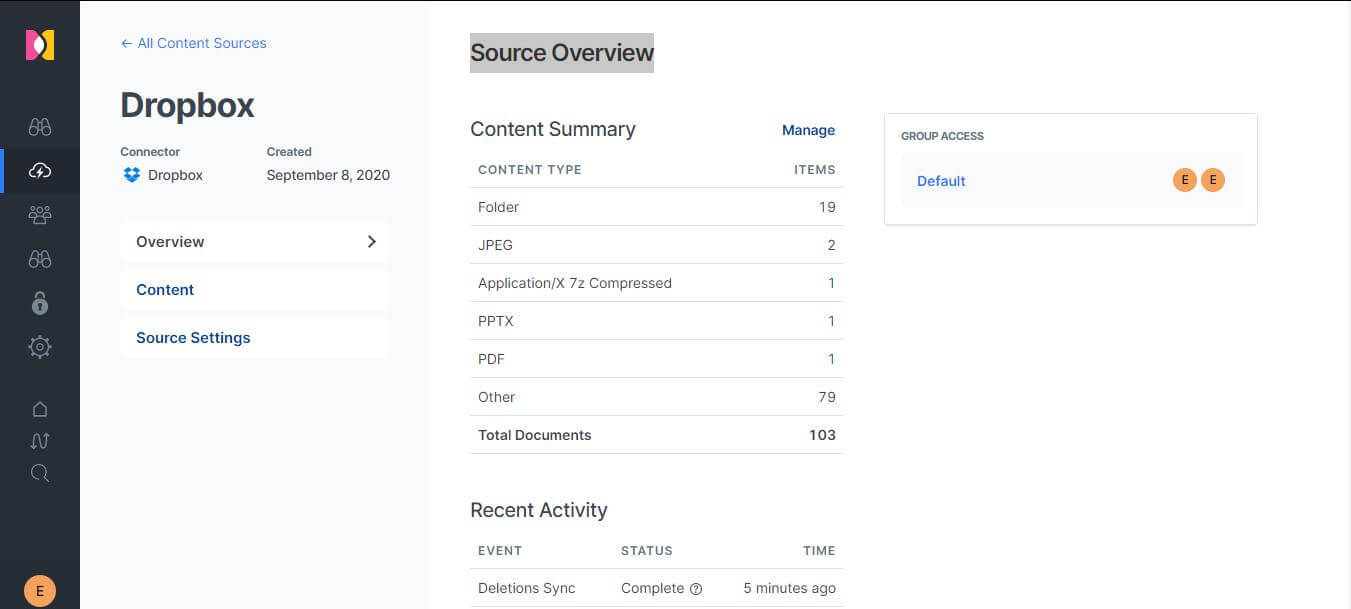 ← All Content Sources
Dropbox
Connector Created
Dropbox September 8, 2020
Overview
Content
Source Settings
E
Source Overview
Content Summary Manage
CONTENT TYPE ITEMS
Folder 19
JPEG 2
Application/X 7z Compressed 1
PPTX 1
PDF 1
Other 79
Total Documents 103
Recent Activity
EVENT STATUS TIME
Deletions Sync Complete 5 minutes ago
GROUP ACCESS
Default E E